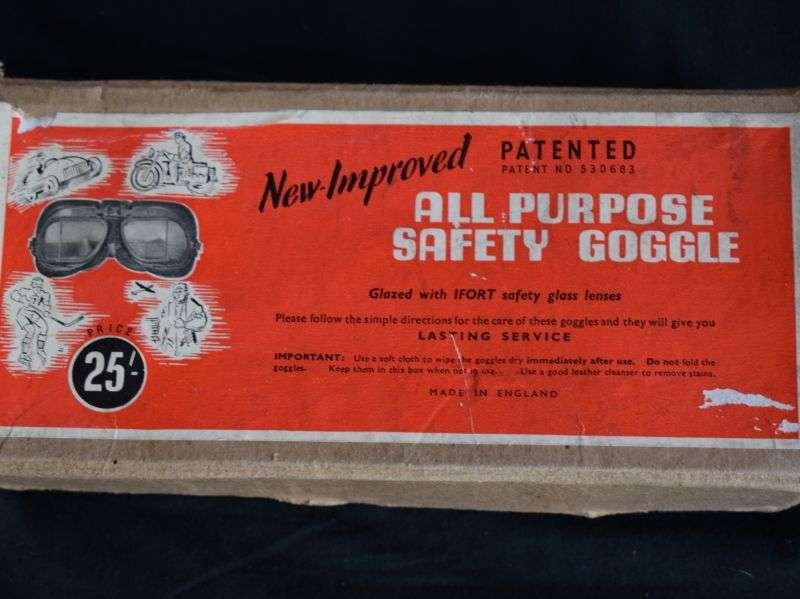 New-Improved
PATENTED
PATENT NO 530683
ALL PURPOSE
SAFETY GOGGLE
Glazed with IFORT safety glass lenses
Please follow the simple directions for the care of these goggles and they will give you
LASTING SERVICE
IMPORTANT: Use a soft cloth to wipe the goggles dry immediately after use. Do not fold the
goggles. Keep them in this box when not in use. Use a good leather cleanser to remove stains.
MADE IN ENGLAND
PRICE
25/-